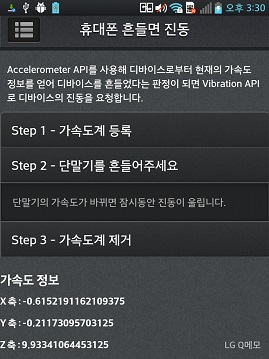 오후 3:30
휴대폰 흔들면 진동
Accelerometer API를 사용해 디바이스로부터 현재의 가속도
정보를 얻어 디바이스를 흔들었다는 판정이 되면 Vibration API
로 디바이스의 진동을 요청합니다.
Step 1 - 가속도계 등록
Step 2 - 단말기를 흔들어주세요
단말기의 가속도가 바뀌면 잠시동안 진동이 울립니다.
Step 3 - 가속도계 제거
가속도 정보
X축 : -0.6152191162109375
Y축 : -0.21173095703125
Z축 : 9,93341064453125
LG Q메모